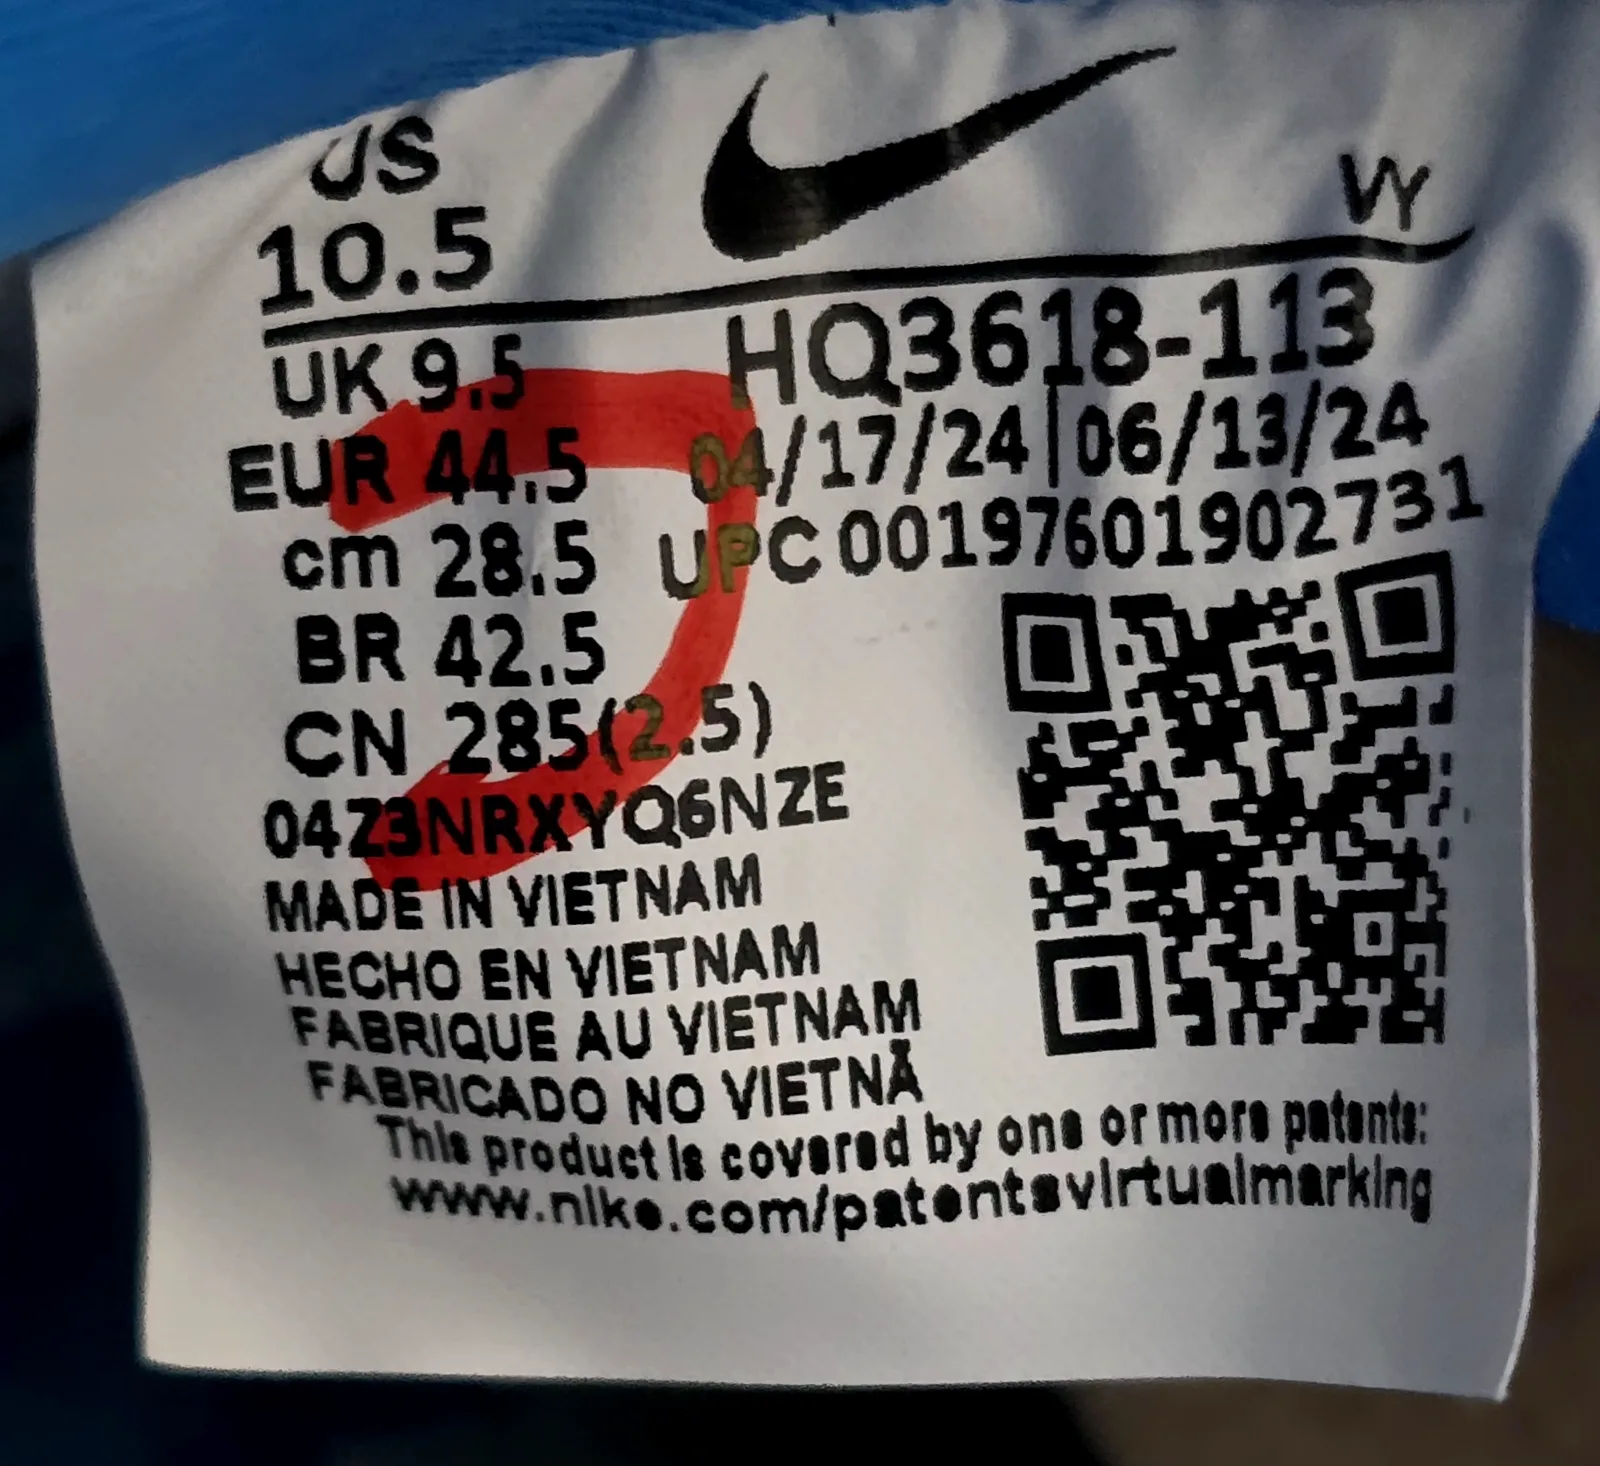 US
10.5
VY
UK 9.5
HQ3618-113
EUR 44.5
04/17/24|06/13/24
cm 28.5
UPC 00197601902731
BR 42.5
CN 285(2.5)
04Z3NRXYQ6NZE
MADE IN VIETNAM
HECHO EN VIETNAM
FABRIQUE AU VIETNAM
FABRICADO NO VIETNÃ
This product is covered by one or more patents:
www.nike.com/patentsvirtualmarking